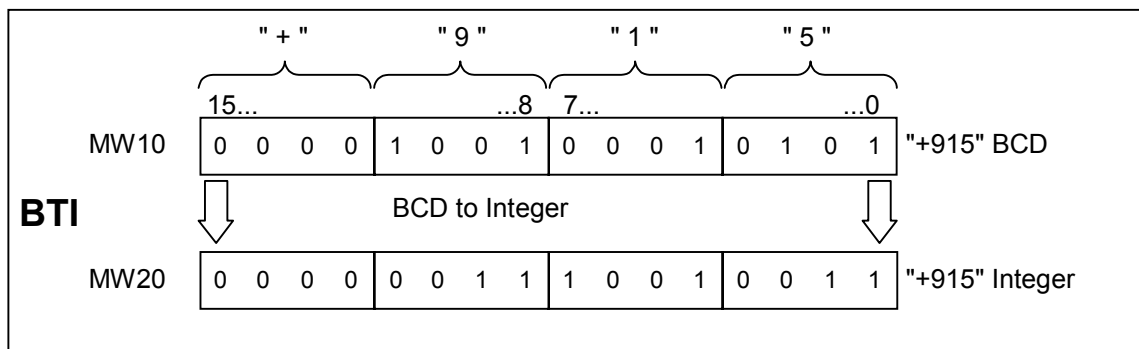 " + " " 9 " " 1 " " 5 "
15... ...8 7... ...0
MW10 0 0 0 0 1 0 0 1 0 0 0 1 0 1 0 1 "+915" BCD
BTI BCD to Integer
MW20 0 0 0 0 0 0 1 1 1 0 0 1 0 0 1 1 "+915" Integer